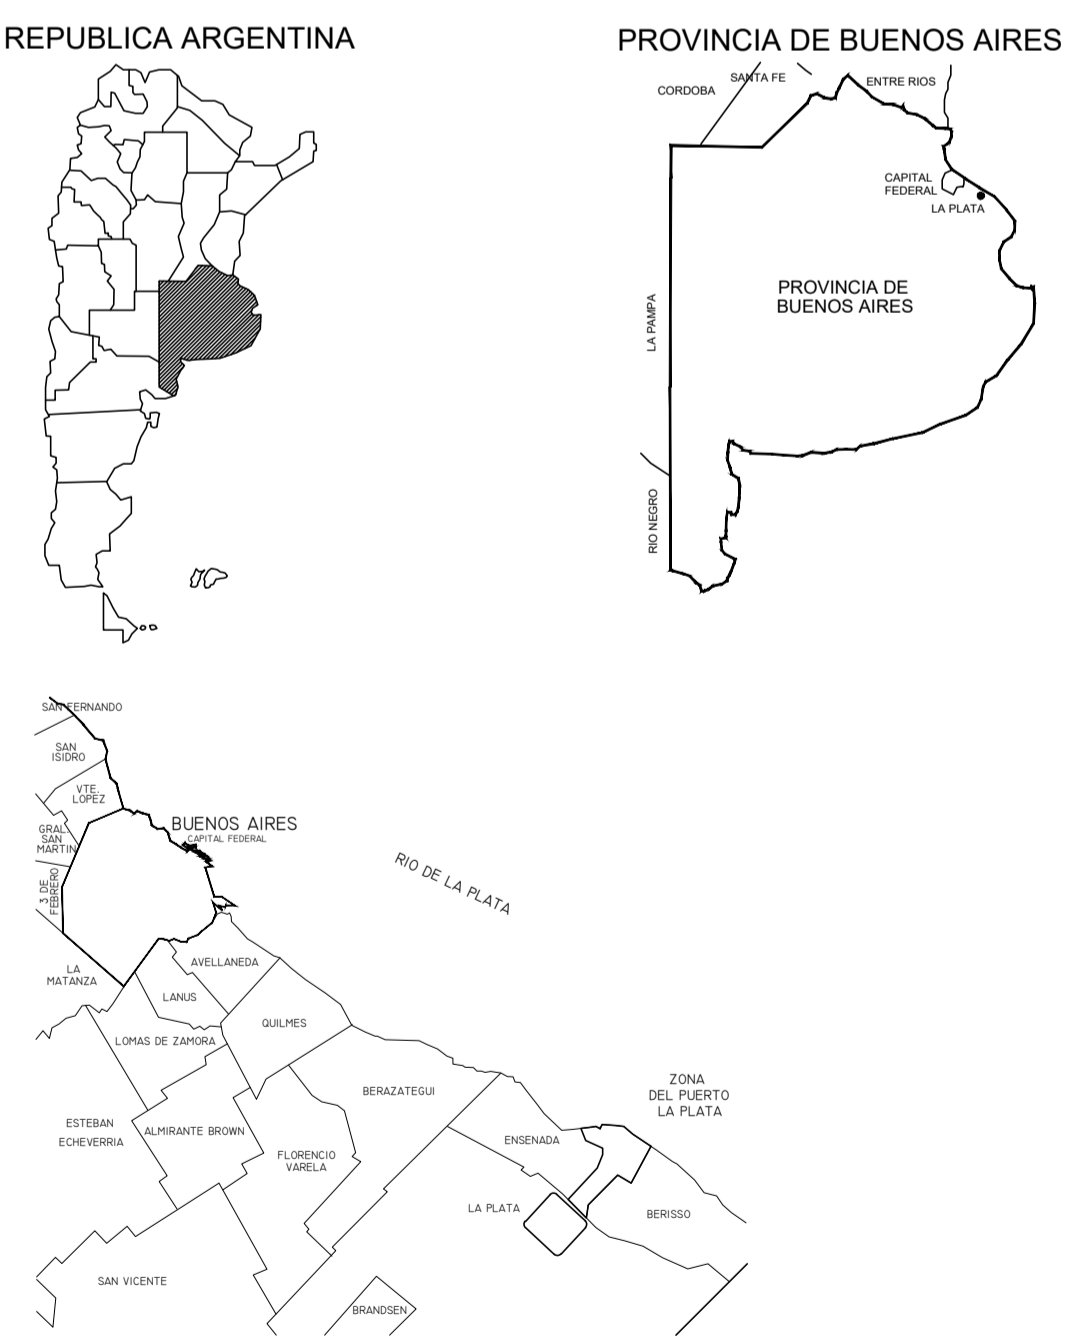 REPUBLICA ARGENTINA
PROVINCIA DE BUENOS AIRES
CORDOBA
SANTA FE
ENTRE RIOS
CAPITAL
FEDERAL
LA PLATA
PROVINCIA DE
BUENOS AIRES
LA PAMPA
RIO NEGRO
SAN FERNANDO
SAN
ISIDRO
VTE.
LOPEZ
GRAL.
SAN
MARTIN
BUENOS AIRES
CAPITAL FEDERAL
3 DE
FEBRERO
RIO DE LA PLATA
LA
MATANZA
AVELLANEDA
LANUS
QUILMES
LOMAS DE ZAMORA
BERAZATEGUI
ZONA
DEL PUERTO
LA PLATA
ESTEBAN
ECHEVERRIA
ALMIRANTE BROWN
ENSENADA
FLORENCIO
VARELA
LA PLATA
BERISSO
SAN VICENTE
BRANDSEN